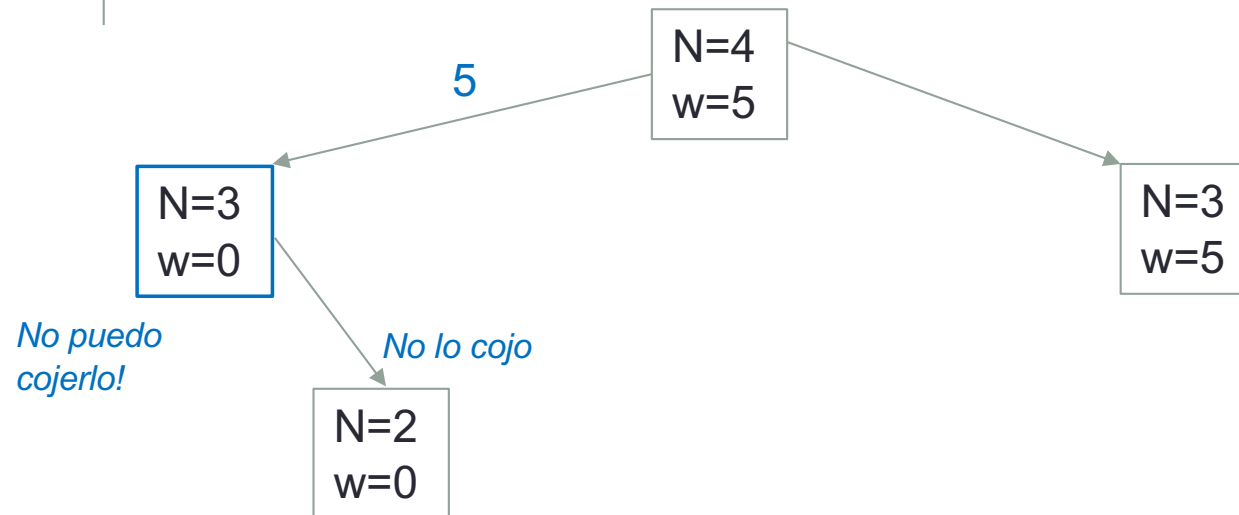 N=4
w=5
5
N=3
w=0
N=3
w=5
No puedo
cojerlo!
No lo cojo
N=2
w=0